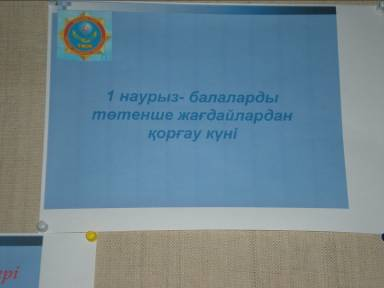 1 наурыз- балаларды
төтенше жағдайлардан
қорғау күні